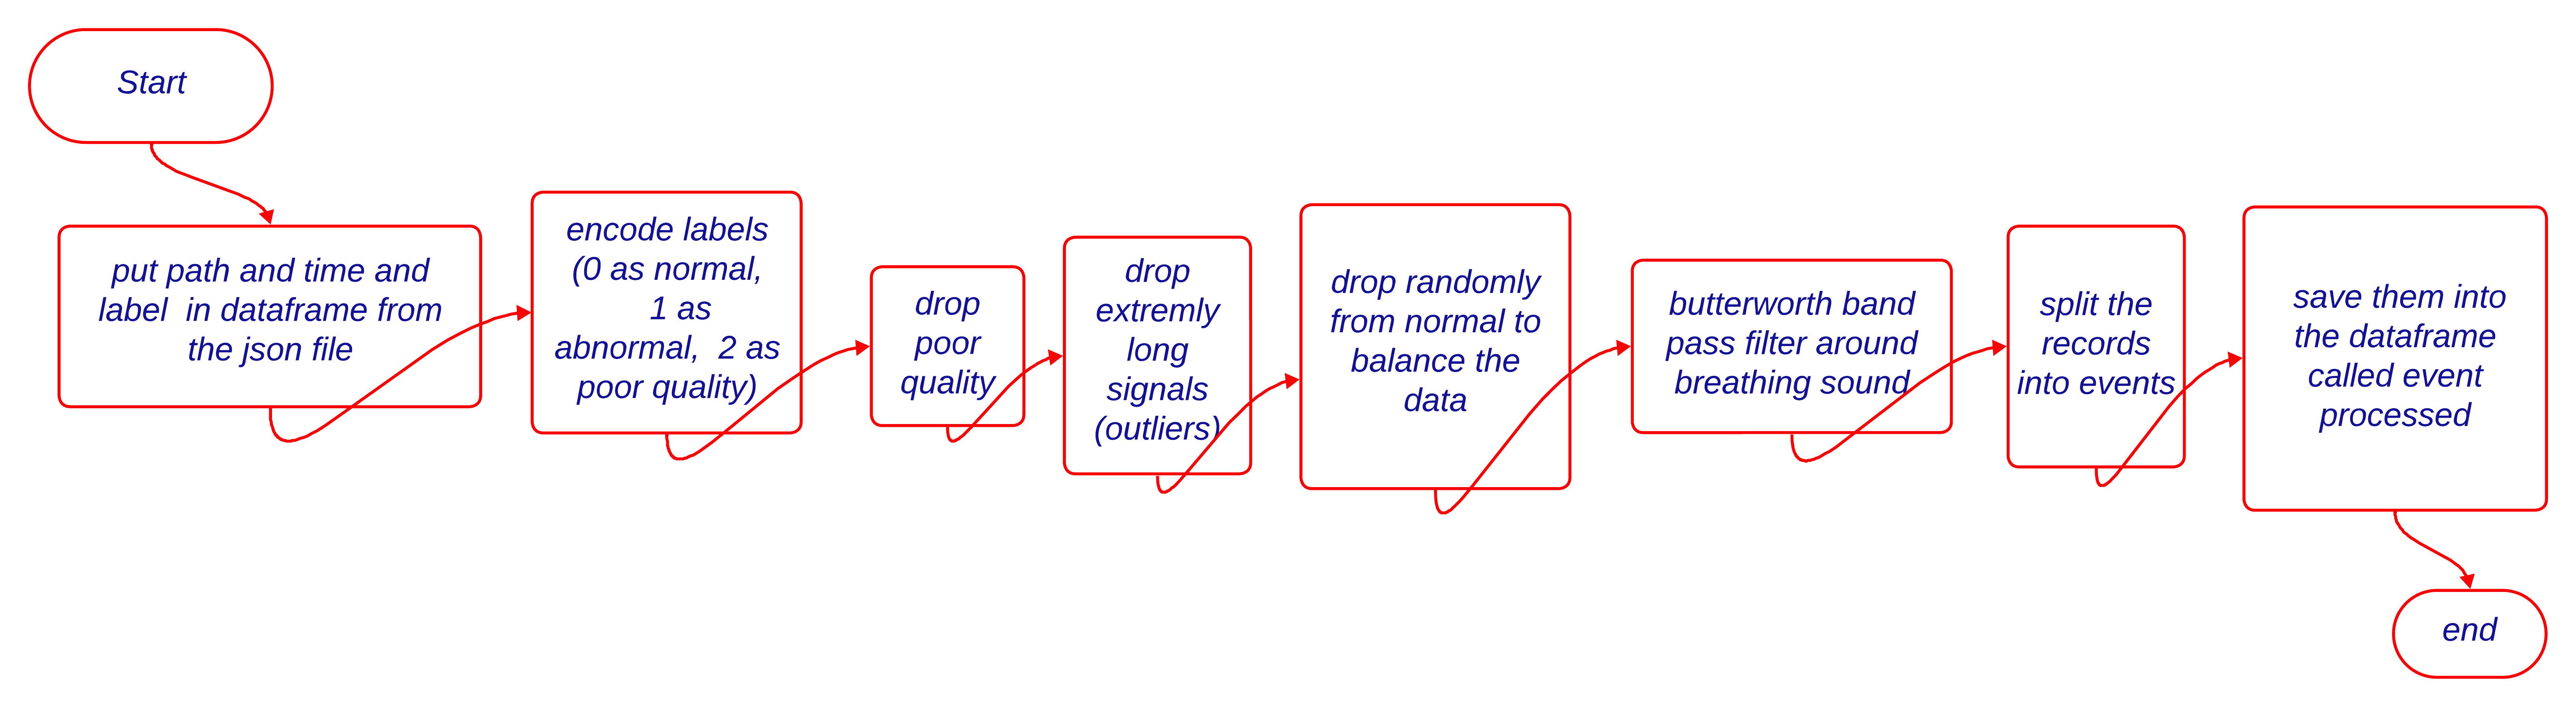 Start
put path and time and
label  in dataframe from
the json file
encode labels
(0 as normal,
1 as
abnormal,  2 as
poor quality)
drop
poor
quality
drop
extremly
long
signals
(outliers)
drop randomly
from normal to
balance the
data
butterworth band
pass filter around
breathing sound
split the
records
into events
save them into
the dataframe
called event
processed
end